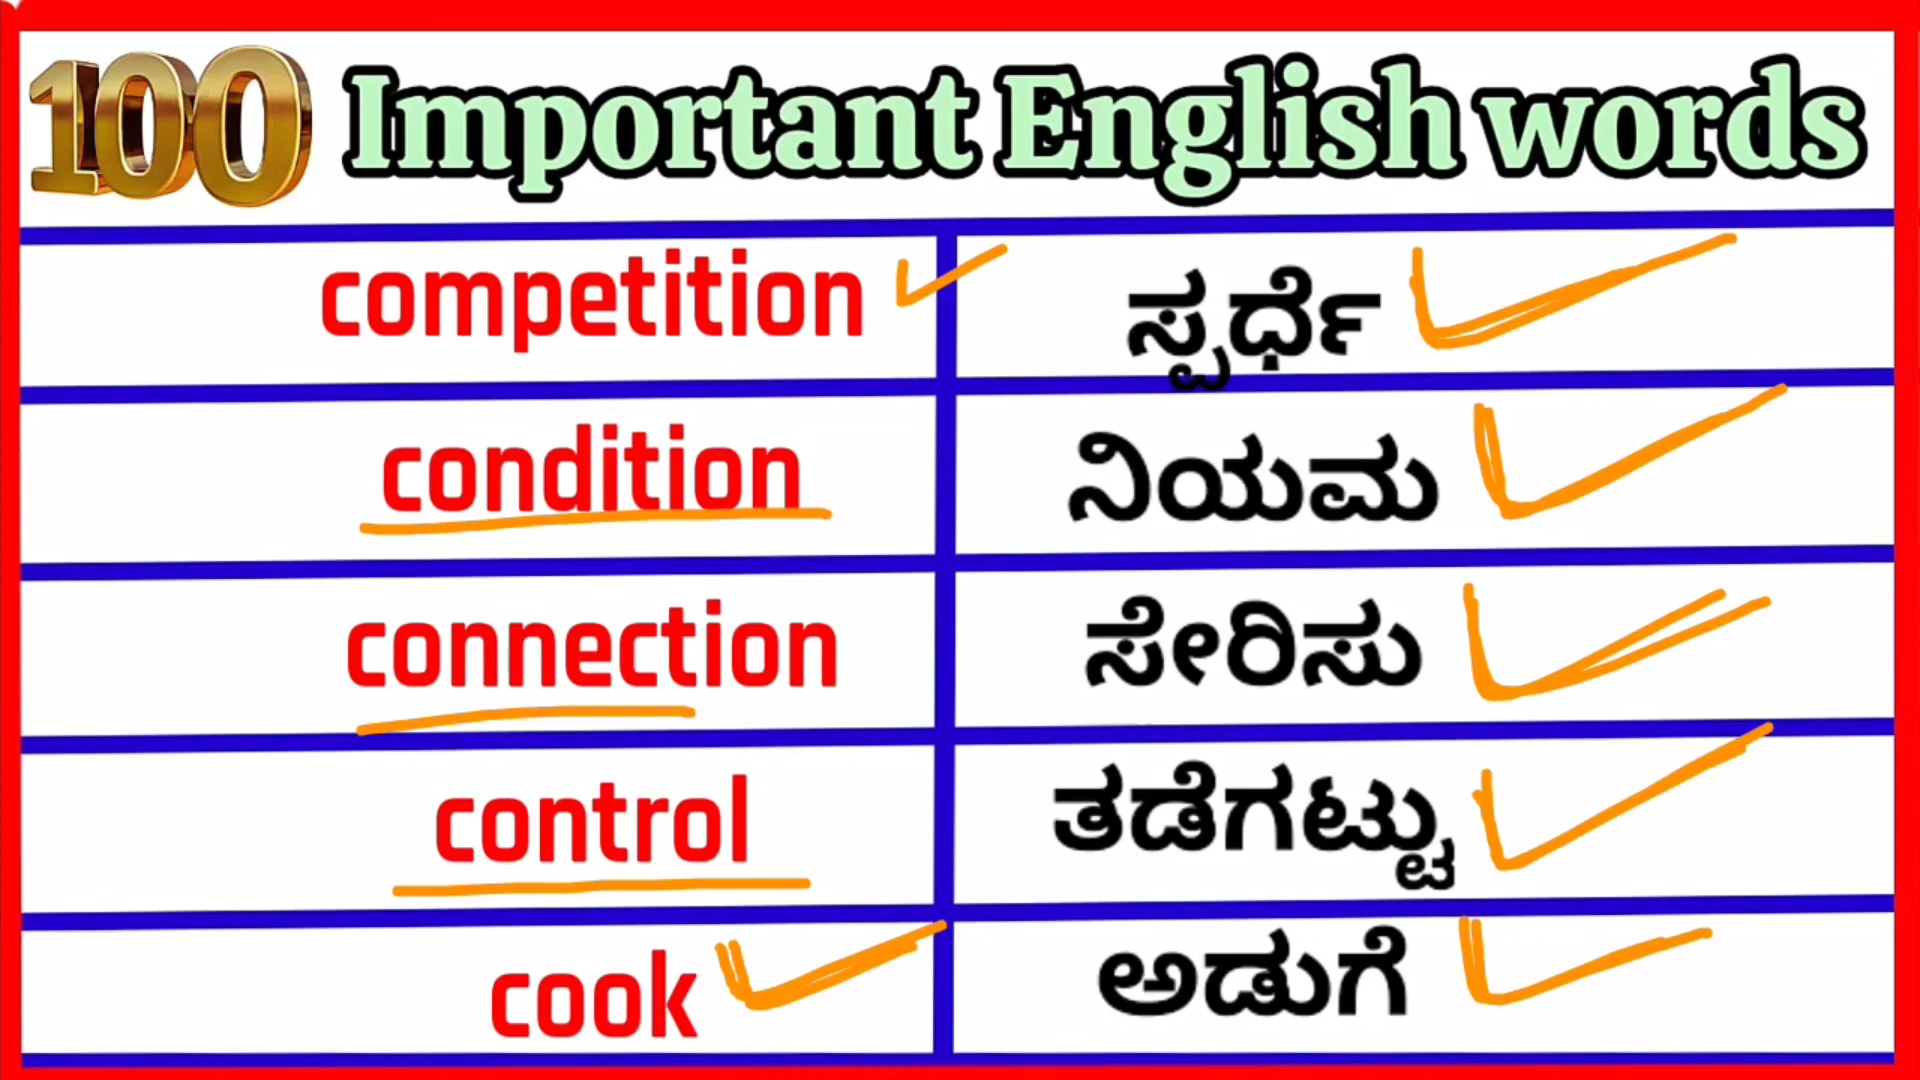 100 Important English words
competition ಸ್ಪರ್ಧೆ
condition ನಿಯಮ
connection ಸೇರಿಸು
control ತಡೆಗಟ್ಟು
cook ಅಡುಗೆ